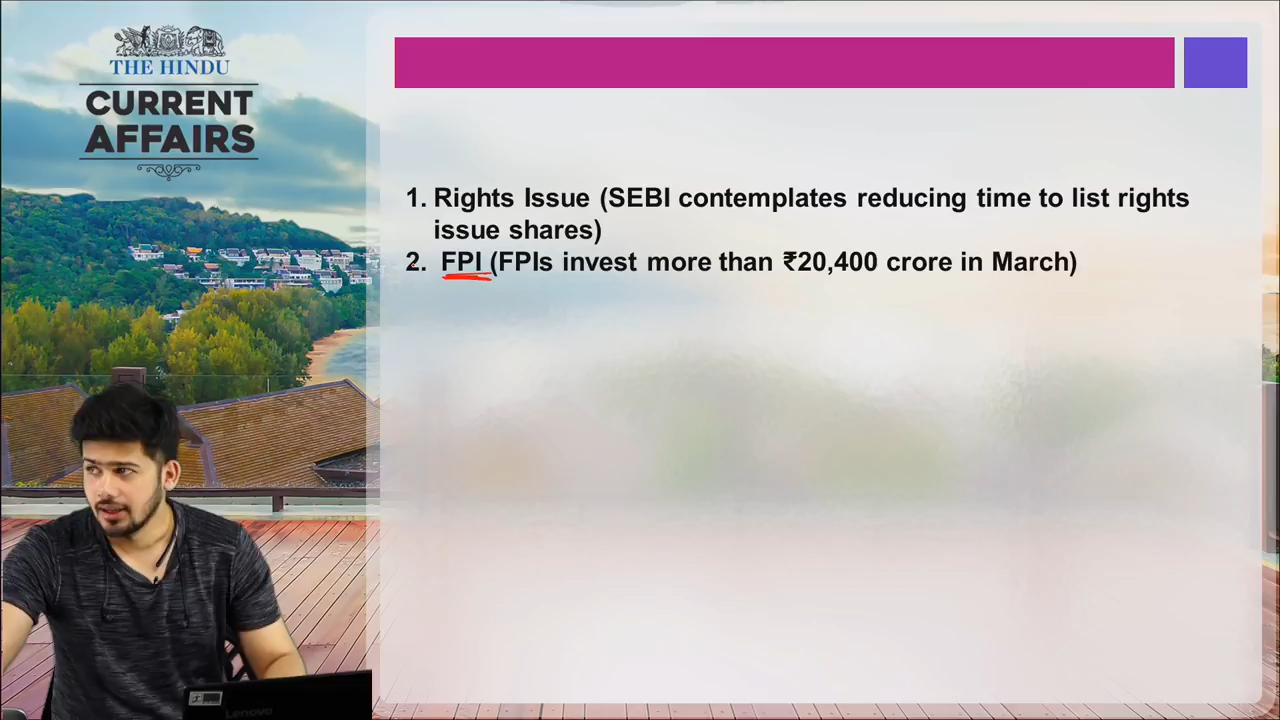 THE HINDU
CURRENT
AFFAIRS
1. Rights Issue (SEBI contemplates reducing time to list rights
issue shares)
2. FPI (FPIs invest more than ₹20,400 crore in March)
Lenovo